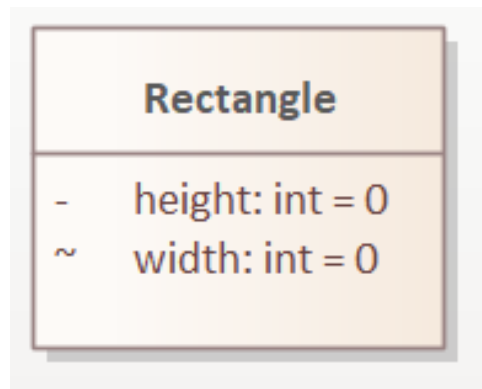 Rectangle
- height: int = 0
~ width: int = 0